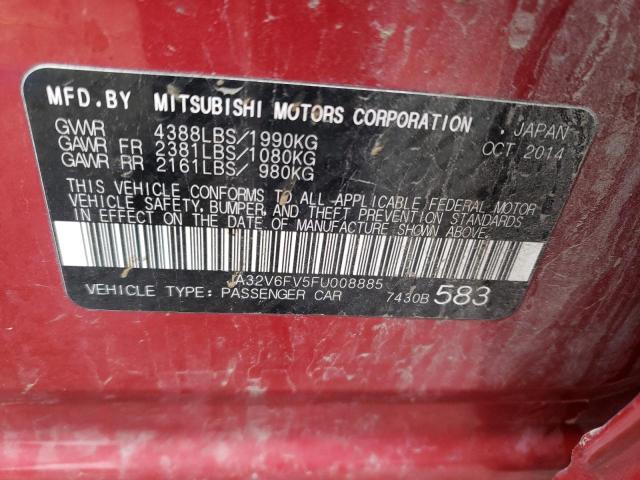 MFD.BY MITSUBISHI MOTORS CORPORATION
, JAPAN
GVWR 4388LBS/1990KG OCT 2014
GAWR FR 2381LBS/1080KG
GAWR RR 2161LBS/ 980KG
THIS VEHICLE CONFORMS TO ALL APPLICABLE FEDERAL MOTOR
VEHICLE SAFETY, BUMPER, AND THEFT PREVENTION STANDARDS
IN EFFECT ON THE DATE OF MANUFACTURE SHOWN ABOVE.
JA32V6FV5FU008885
VEHICLE TYPE: PASSENGER CAR 7430B 583